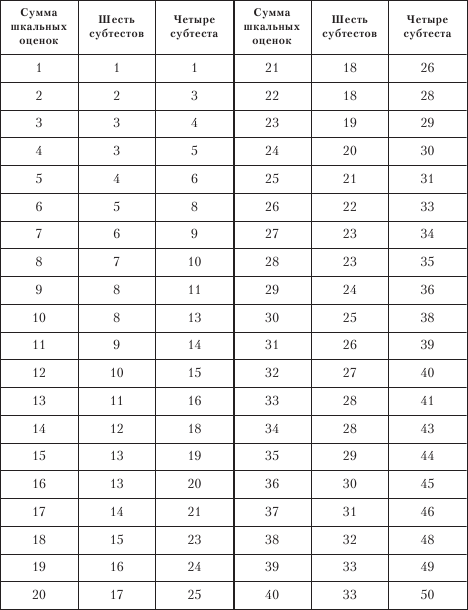 Сумма шкальных оценок Шесть субтестов Четыре субтеста Сумма шкальных оценок Шесть субтестов Четыре субтеста
1 1 1 21 18 26
2 2 3 22 18 28
3 3 4 23 19 29
4 3 5 24 20 30
5 4 6 25 21 31
6 5 8 26 22 33
7 6 9 27 23 34
8 7 10 28 23 35
9 8 11 29 24 36
10 8 13 30 25 38
11 9 14 31 26 39
12 10 15 32 27 40
13 11 16 33 28 41
14 12 18 34 28 43
15 13 19 35 29 44
16 13 20 36 30 45
17 14 21 37 31 46
18 15 23 38 32 48
19 16 24 39 33 49
20 17 25 40 33 50